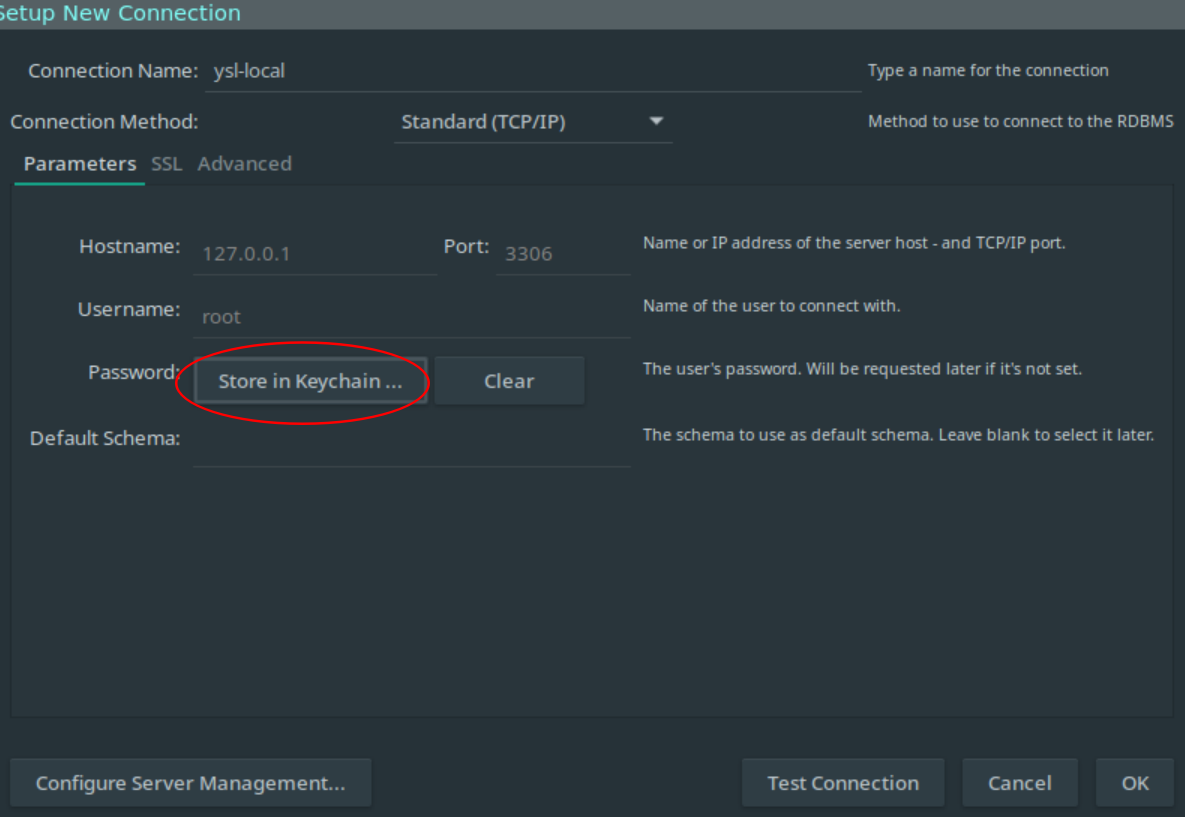 Setup New Connection
Connection Name: ysl-local Type a name for the connection
Connection Method: Standard (TCP/IP) Method to use to connect to the RDBMS
Parameters SSL Advanced
Hostname: 127.0.0.1 Port: 3306 Name or IP address of the server host - and TCP/IP port.
Username: root Name of the user to connect with.
Password: Store in Keychain ... Clear The user's password. Will be requested later if it's not set.
Default Schema: The schema to use as default schema. Leave blank to select it later.
Configure Server Management... Test Connection Cancel OK